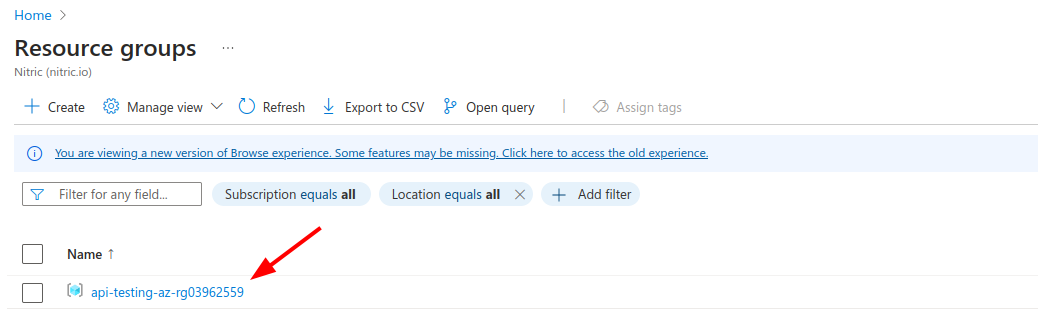 Home
Resource groups
Nitric (nitric.io)
Create Manage view Refresh Export to CSV Open query Assign tags
You are viewing a new version of Browse experience. Some features may be missing. Click here to access the old experience.
Filter for any field... Subscription equals all Location equals all Add filter
Name ↑
api-testing-az-rg03962559